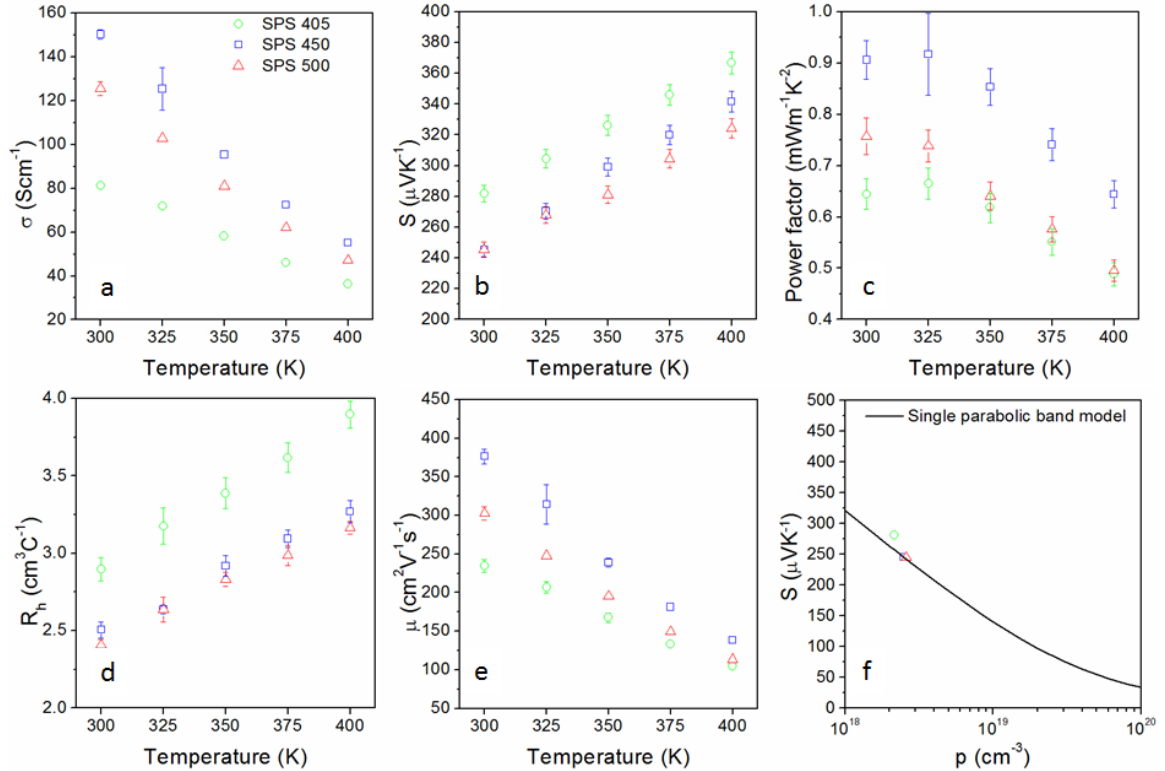 160
140
120
100
80
60
40
20
σ (Scm⁻¹)
SPS 405
SPS 450
SPS 500
a
300 325 350 375 400
Temperature (K)
400
380
360
340
320
300
280
260
240
220
200
S (μVK⁻¹)
b
300 325 350 375 400
Temperature (K)
1.0
0.9
0.8
0.7
0.6
0.5
0.4
Power factor (mWm⁻¹K⁻²)
c
300 325 350 375 400
Temperature (K)
4.0
3.5
3.0
2.5
2.0
Rₕ (cm³C⁻¹)
d
300 325 350 375 400
Temperature (K)
450
400
350
300
250
200
150
100
50
μ (cm²V⁻¹s⁻¹)
e
300 325 350 375 400
Temperature (K)
500
450
400
350
300
250
200
150
100
50
0
S (μVK⁻¹)
Single parabolic band model
f
10¹⁸ 10¹⁹ 10²⁰
p (cm⁻³)